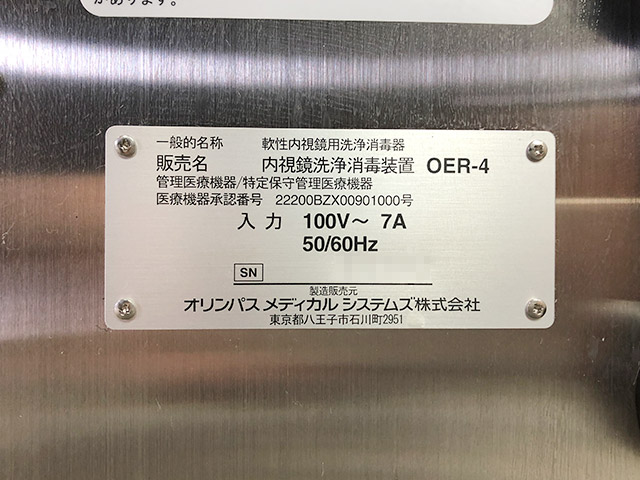 があります。
一般的名称　軟性内視鏡用洗浄消毒器
販売名　内視鏡洗浄消毒装置 OER-4
管理医療機器/特定保守管理医療機器
医療機器承認番号　22200BZX00901000号
入力　100V～ 7A
50/60Hz
SN
製造販売元
オリンパス メディカル システムズ株式会社
東京都八王子市石川町2951